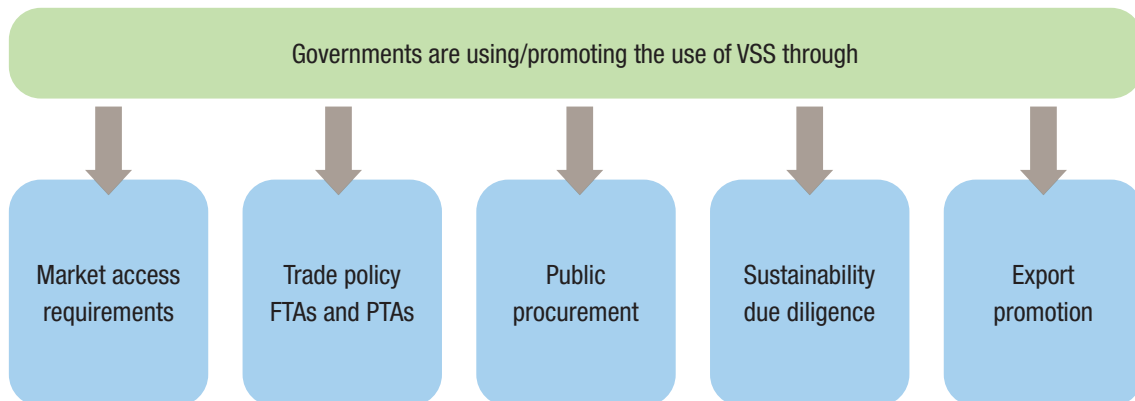 Governments are using/promoting the use of VSS through
Market access
requirements
Trade policy
FTAs and PTAs
Public
procurement
Sustainability
due diligence
Export
promotion